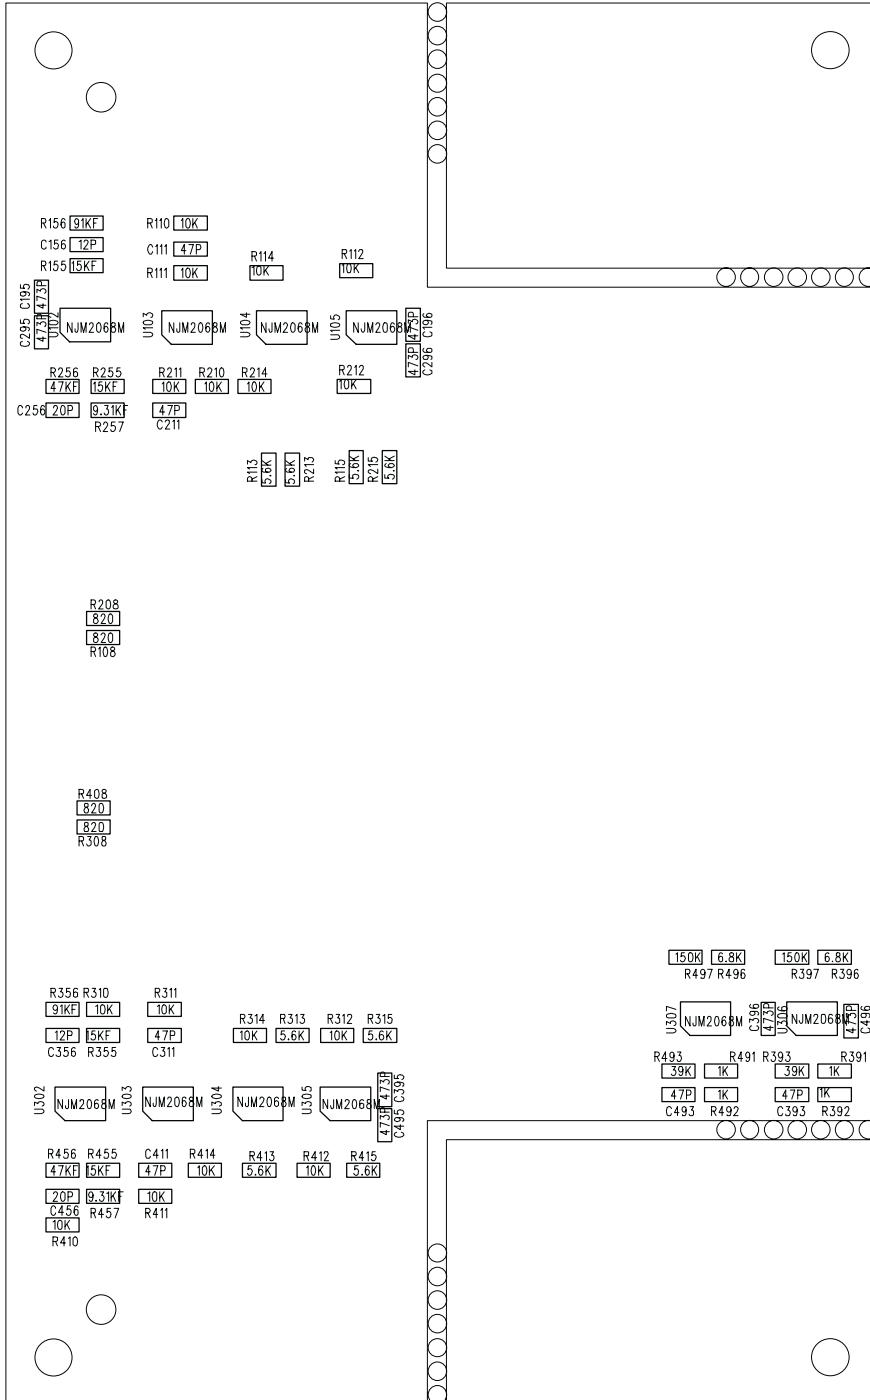 R156 91KF R110 10K
C156 12P C111 47P R114 R112
R155 15KF R111 10K 10K 10K
C195 473P
C295 473P U102 NJM2068M U103 NJM2068M U104 NJM2068M U105 NJM2068M 473P C196
473P C296
R256 R255 R211 R210 R214 R212
47KF 15KF 10K 10K 10K 10K
C256 20P 9.31KF 47P
R257 C211
R113 5.6K 5.6K R213 R115 5.6K R215 5.6K
R208
820
820
R108
R408
820
820
R308
150K 6.8K 150K 6.8K
R497 R496 R397 R396
R356 R310 R311
91KF 10K 10K
R314 R313 R312 R315
U307 NJM2068M C396 473P U306 NJM2068M 473P C496
12P 15KF 47P 10K 5.6K 10K 5.6K
C356 R355 C311
R493 R491 R393 R391
39K 1K 39K 1K
473P C395
U302 NJM2068M U303 NJM2068M U304 NJM2068M U305 NJM2068M
47P 1K 47P 1K
C493 R492 C393 R392
473P C495
R456 R455 C411 R414 R413 R412 R415
47KF 15KF 47P 10K 5.6K 10K 5.6K
20P 9.31KF 10K
C456 R457 R411
10K
R410